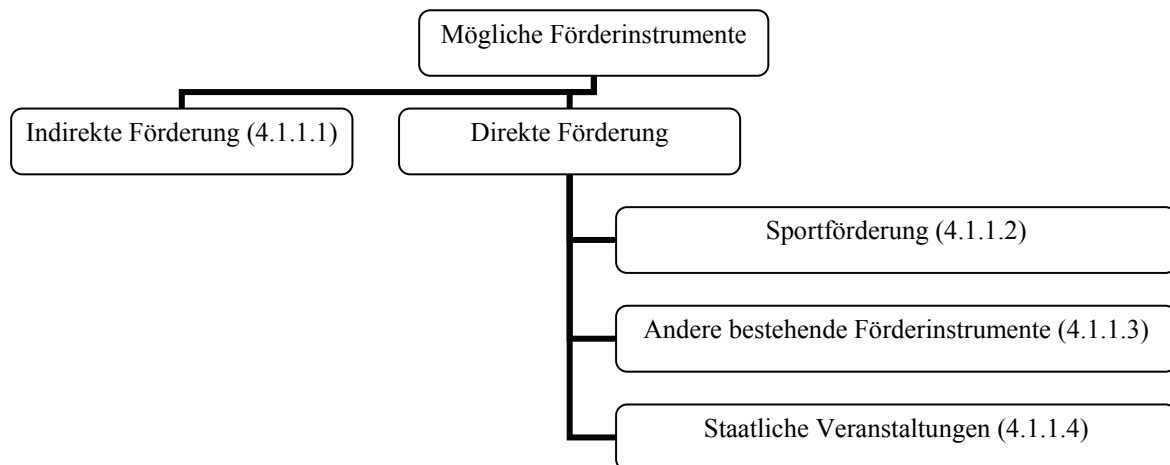 Mögliche Förderinstrumente
Indirekte Förderung (4.1.1.1)
Direkte Förderung
Sportförderung (4.1.1.2)
Andere bestehende Förderinstrumente (4.1.1.3)
Staatliche Veranstaltungen (4.1.1.4)